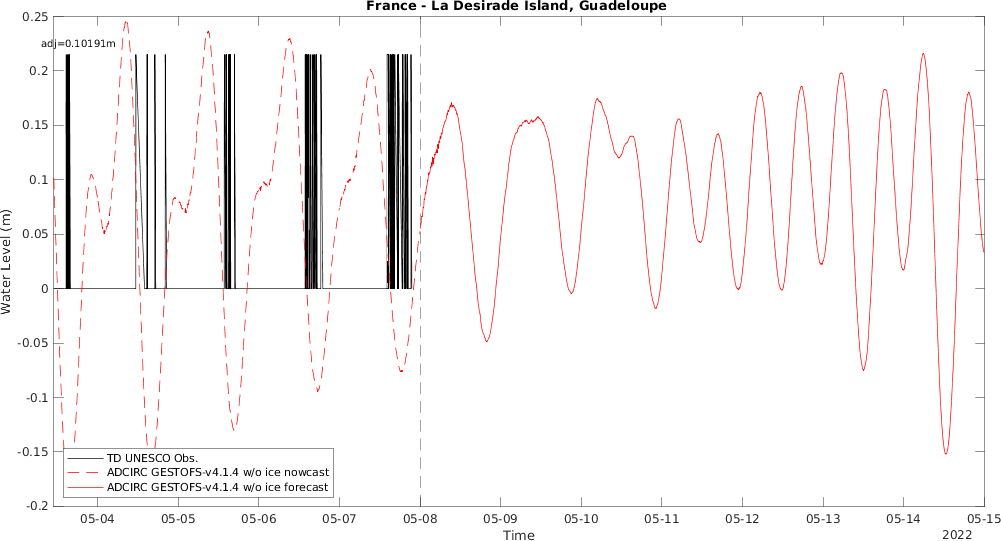 France - La Desirade Island, Guadeloupe
adj=0.10191m
0.25
0.2
0.15
0.1
0.05
0
-0.05
-0.1
-0.15
-0.2
Water Level (m)
TD UNESCO Obs.
ADCIRC GESTOFS-v4.1.4 w/o ice nowcast
ADCIRC GESTOFS-v4.1.4 w/o ice forecast
05-04 05-05 05-06 05-07 05-08 05-09 05-10 05-11 05-12 05-13 05-14 05-15
Time
2022